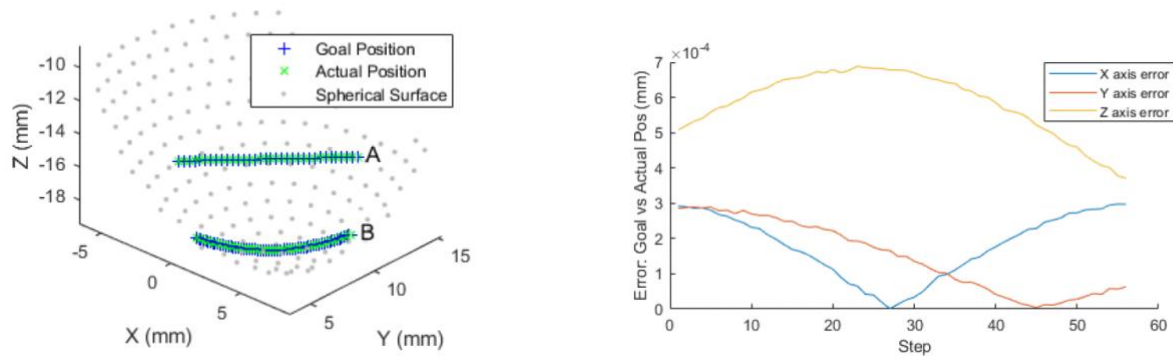 Goal Position
Actual Position
Spherical Surface
Z (mm)
-10
-12
-14
-16
-18
A
B
-5
0
5
X (mm)
5
10
15
Y (mm)
×10-4
7
6
5
4
3
2
1
0
Error. Goal vs Actual Pos (mm)
X axis error
Y axis error
Z axis error
0
10
20
30
40
50
60
Step